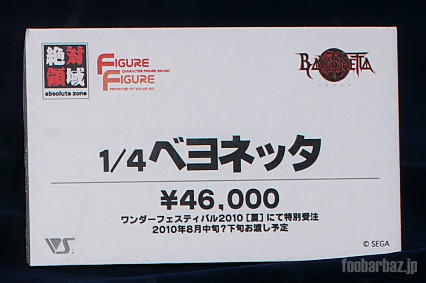 絶対
領域
absolute zone
FIGURE
CHARACTER FIGURE BRAND
FIGURE
PRODUCED BY VOLKS INC.
BAYONETTA
1/4 ベヨネッタ
¥46,000
ワンダーフェスティバル2010[夏]にて特別受注
2010年8月中旬?下旬お渡し予定
VS
© SEGA
foobarbaz.jp